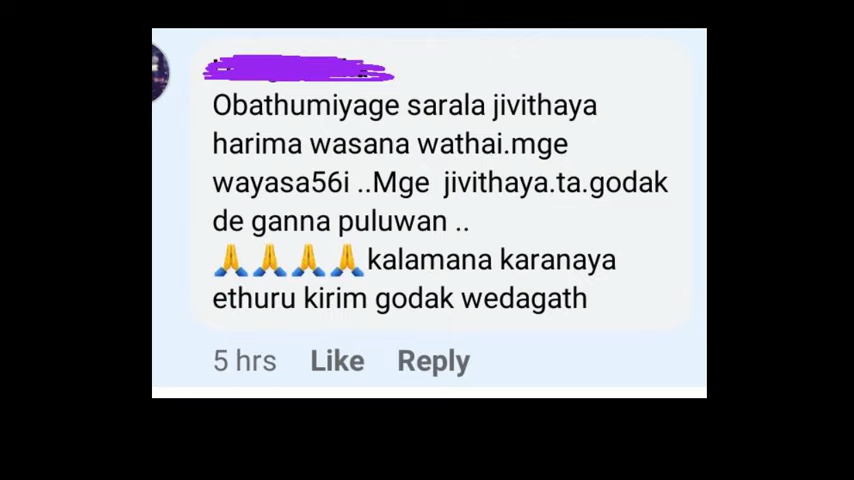 Obathumiyage sarala jivithaya
harima wasana wathai.mge
wayasa56i ..Mge  jivithaya.ta.godak
de ganna puluwan ..
🙏🙏🙏🙏kalamana karanaya
ethuru kirim godak wedagath
5 hrs Like Reply